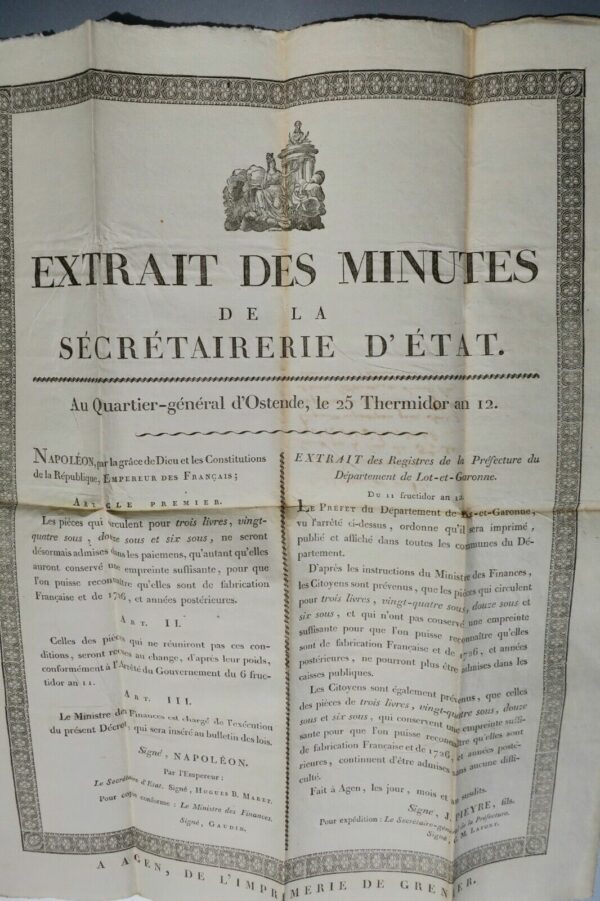 EXTRAIT DES MINUTES
DE LA
SÉCRÉTAIRERIE D'ÉTAT.
Au Quartier-général d'Ostende, le 25 Thermidor an 12.
NAPOLÉON, par la grâce de Dieu et les Constitutions
de la République, EMPEREUR DES FRANÇAIS;
ARTICLE PREMIER.
Les pièces qui circulent pour trois livres, vingt-
quatre sous, douze sous et six sous, ne seront
désormais admises dans les paiemens, qu'autant qu'elles
auront conservé une empreinte suffisante, pour que
l'on puisse reconnaître qu'elles sont de fabrication
Française et de 1726, et années postérieures.
ART. II.
Celles des pièces qui ne réuniront pas ces con-
ditions, seront reçues au change, d'après leur poids,
conformément à l'Arrêté du Gouvernement du 6 fruc-
tidor an 11.
ART. III.
Le Ministre des Finances est chargé de l'exécution
du présent Décret, qui sera inséré au bulletin des lois.
Signé, NAPOLÉON.
Par l'Empereur:
Le Secrétaire d'Etat. Signé, HUGUES B. MARET.
Pour copie conforme: Le Ministre des Finances.
Signé, GAUDIN.
EXTRAIT des Registres de la Préfecture du
Département de Lot-et-Garonne.
Du 11 fructidor an 12.
LE PRÉFET du Département de Lot-et-Garonne,
vu l'arrêté ci-dessus, ordonne qu'il sera imprimé,
publié et affiché dans toutes les communes du Dé-
partement.
D'après les instructions du Ministre des Finances,
les Citoyens sont prévenus, que les pièces qui circulent
pour trois livres, vingt-quatre sous, douze sous et
six sous, et qui n'ont pas conservé une empreinte
suffisante pour que l'on puisse reconnaître qu'elles
sont de fabrication Française et de 1726, et années
postérieures, ne pourront plus être admises dans les
caisses publiques.
Les Citoyens sont également prévenus, que celles
des pièces de trois livres, vingt-quatre sous, douze
sous et six sous, qui conservent une empreinte suffi-
sante pour que l'on puisse reconnaître qu'elles sont
de fabrication Française et de 1726, et années posté-
rieures, continuent d'être admises sans aucune diffi-
culté.
Fait à Agen, les jour, mois et an susdits.
Signé, J. PIEYRE, fils.
Pour expédition: Le Secrétaire-général de la Préfecture.
Signé, M. LAFONT.
A AGEN, DE L'IMPRIMERIE DE GRENIER.